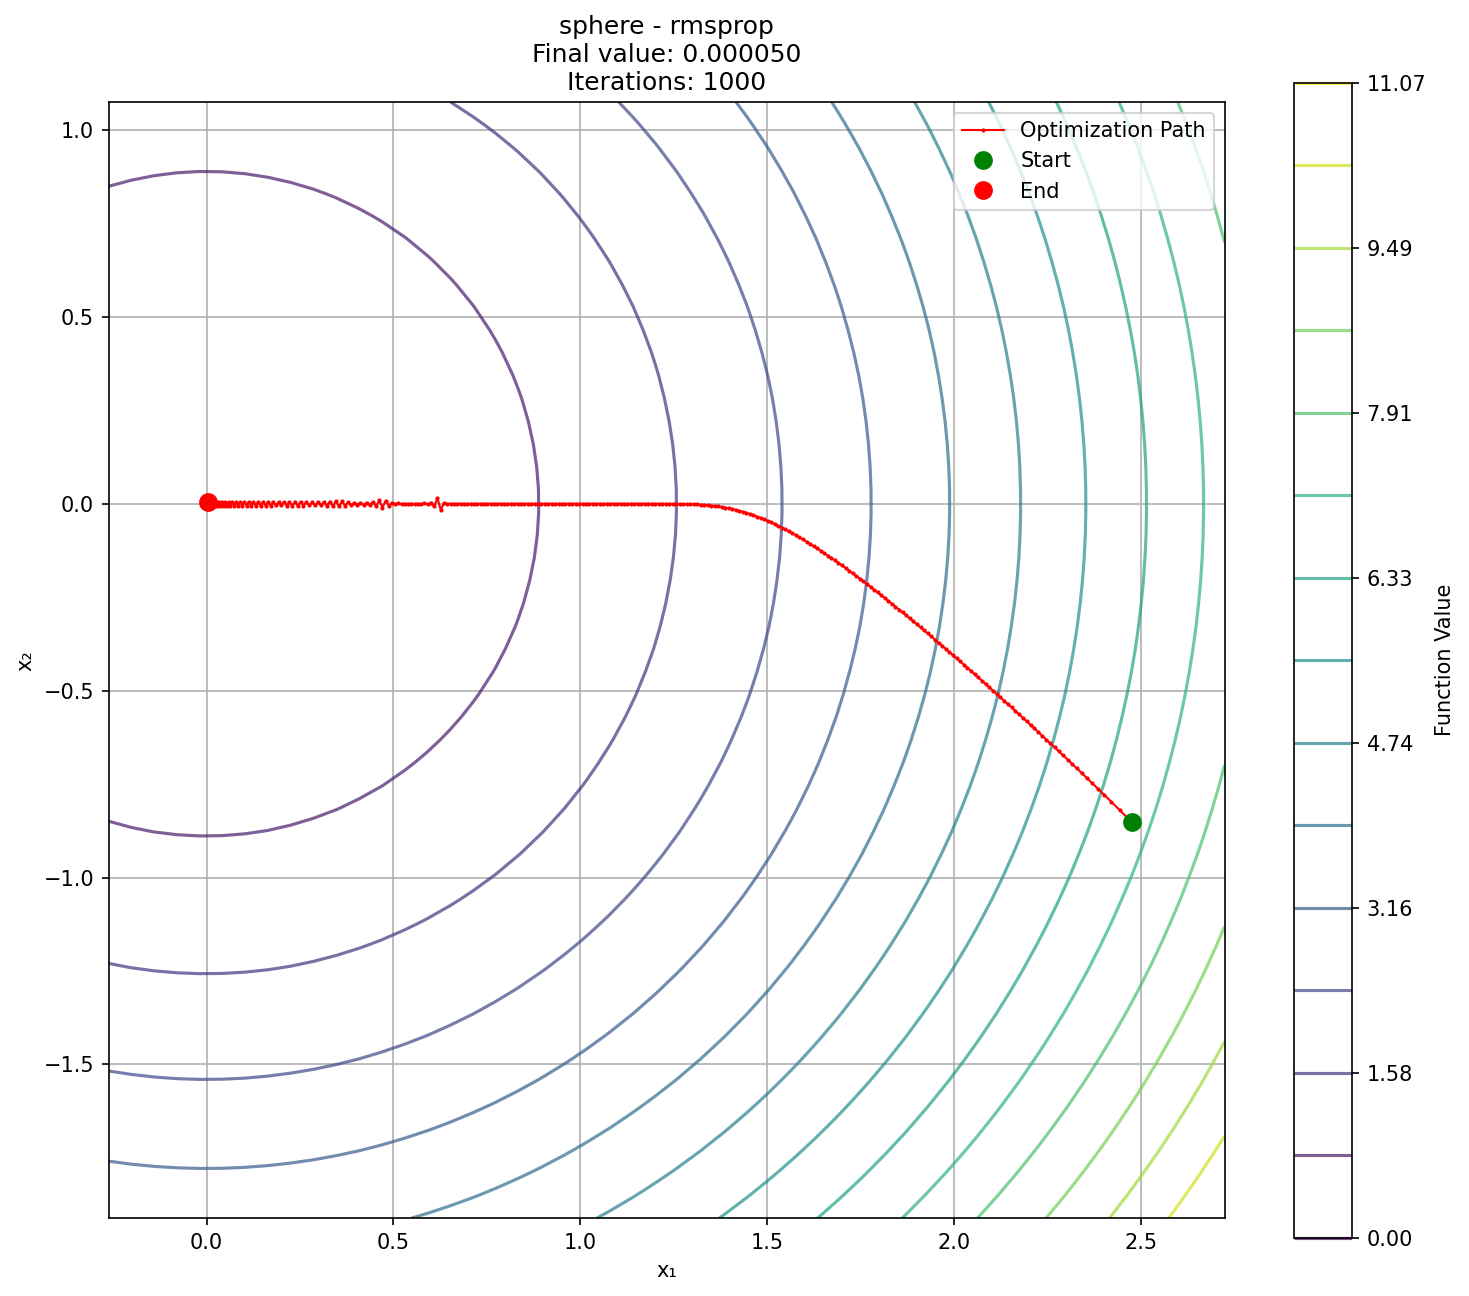 sphere - rmsprop
Final value: 0.000050
Iterations: 1000
Optimization Path
Start
End
1.0
0.5
0.0
−0.5
−1.0
−1.5
x₂
0.0
0.5
1.0
1.5
2.0
2.5
x₁
11.07
9.49
7.91
6.33
4.74
3.16
1.58
0.00
Function Value